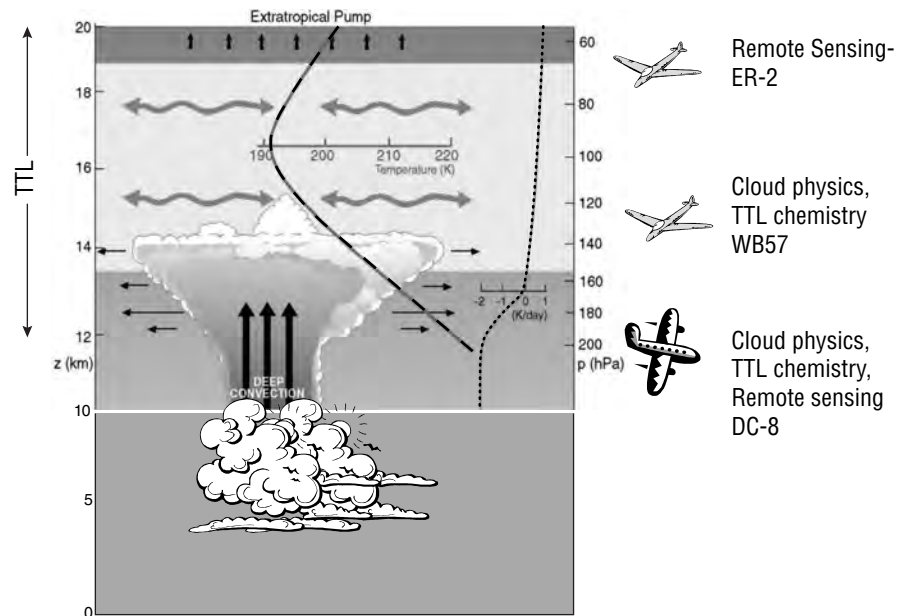 Extratropical Pump
20
18
16
14
12
z (km)
10
5
0
TTL
190 200 210 220
Temperature (K)
DEEP
CONVECTION
60
80
100
120
140
160
180
200
p (hPa)
-2 -1 0 1
(K/day)
Remote Sensing-
ER-2
Cloud physics,
TTL chemistry
WB57
Cloud physics,
TTL chemistry,
Remote sensing
DC-8